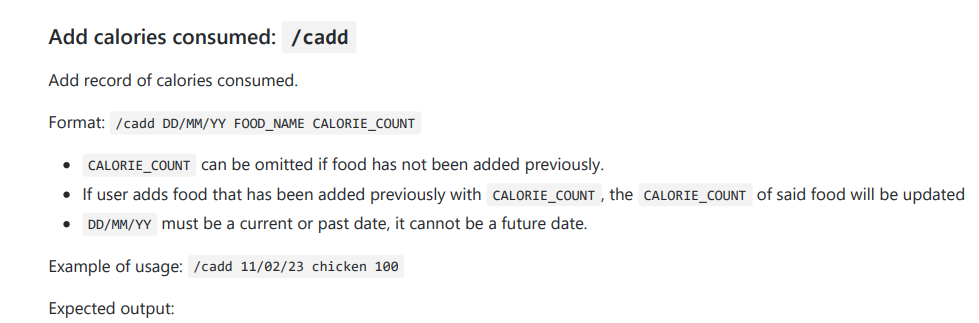 Add calories consumed: /cadd
Add record of calories consumed.
Format: /cadd DD/MM/YY FOOD_NAME CALORIE_COUNT
• CALORIE_COUNT can be omitted if food has not been added previously.
• If user adds food that has been added previously with CALORIE_COUNT , the CALORIE_COUNT of said food will be updated
• DD/MM/YY must be a current or past date, it cannot be a future date.
Example of usage: /cadd 11/02/23 chicken 100
Expected output: